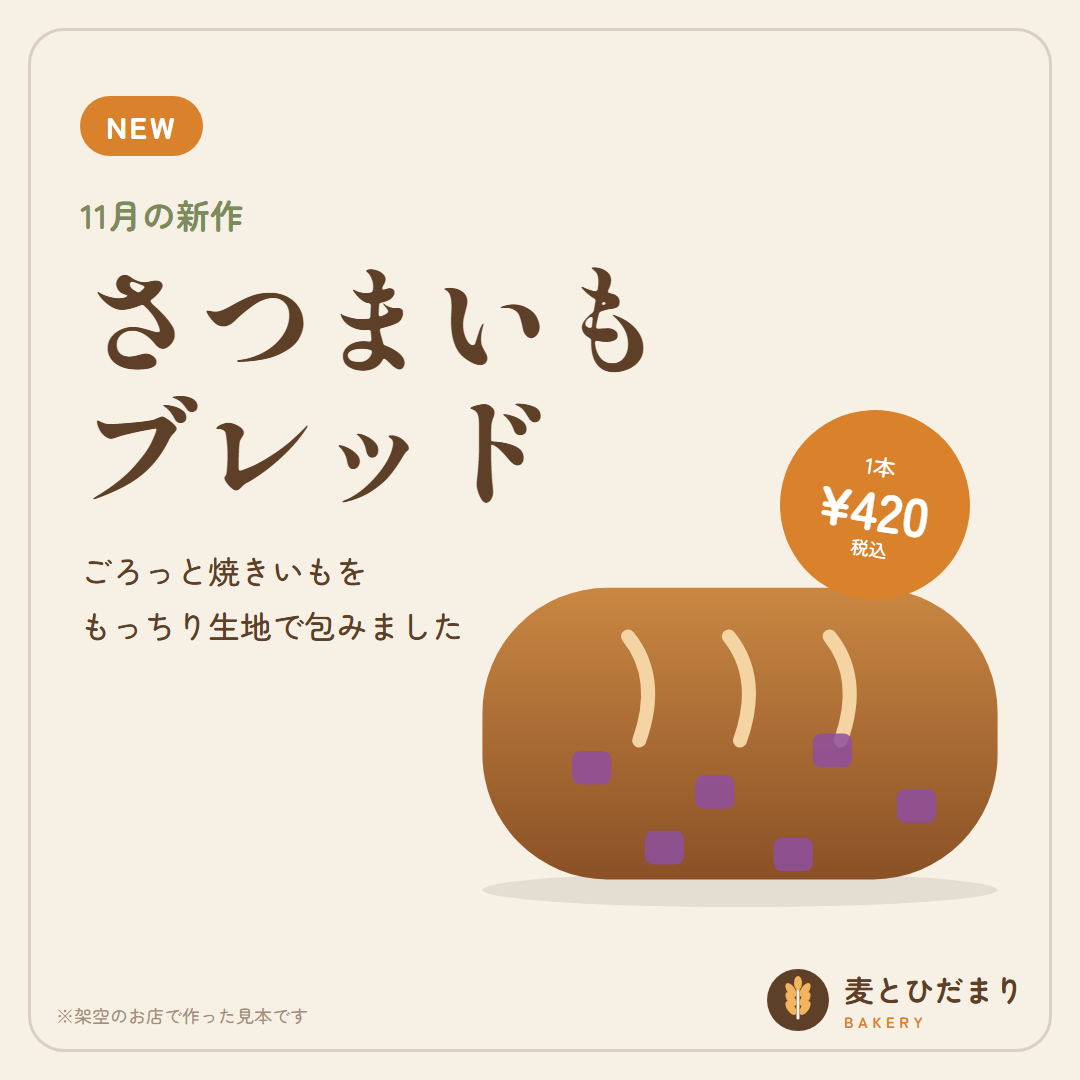 NEW
11月の新作
さつまいも
ブレッド
ごろっと焼きいもを
もっちり生地で包みました
1本
¥420
税込
※架空のお店で作った見本です
麦とひだまり
BAKERY